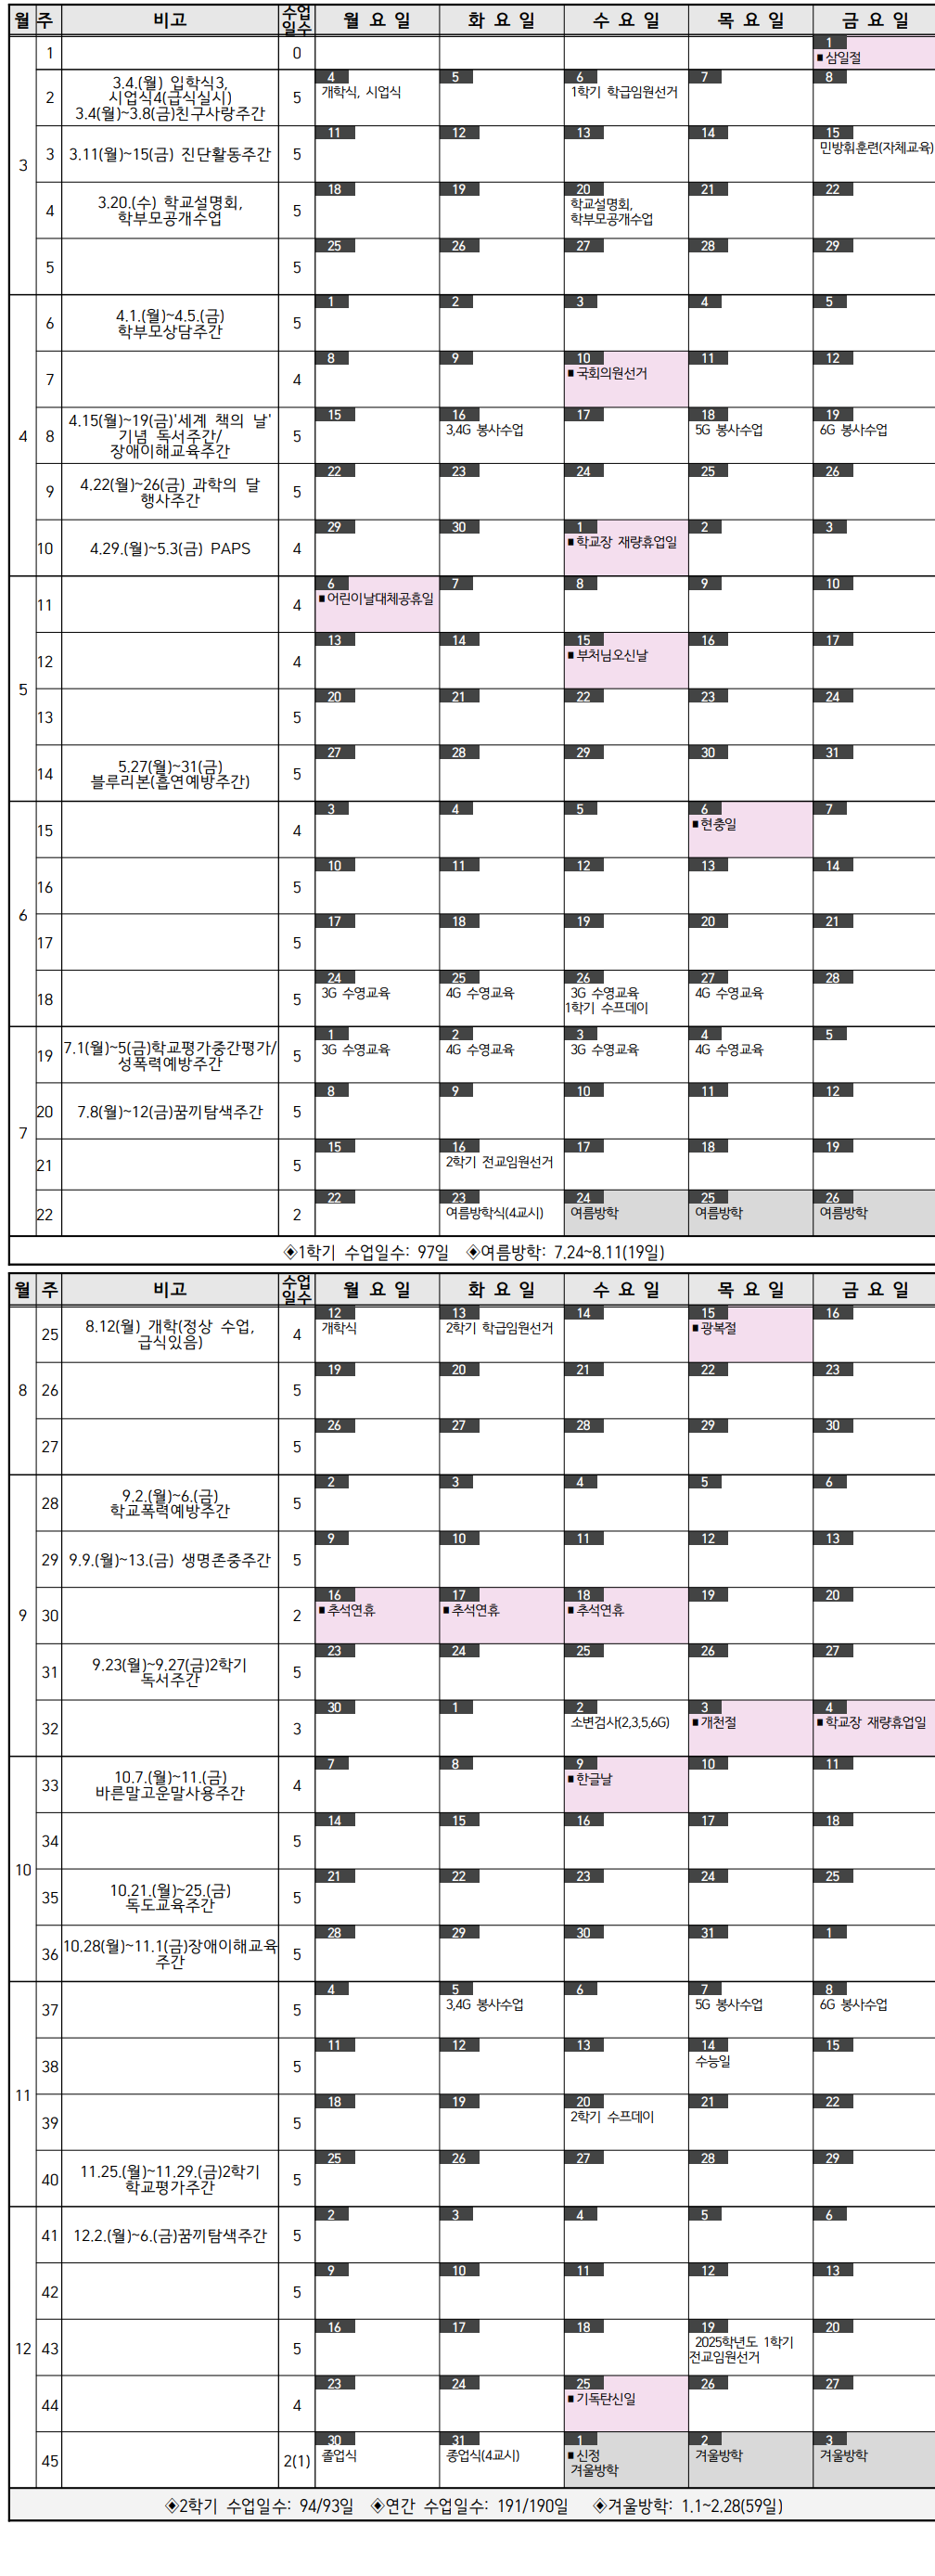 월 주 비고 수업일수 월 요 일 화 요 일 수 요 일 목 요 일 금 요 일
3
1 0 1
■삼일절
2 3.4.(월) 입학식3,
시업식4(급식실시)
3.4(월)~3.8(금)친구사랑주간 5 4 5 6 7 8
개학식, 시업식 1학기 학급임원선거
3 3.11(월)~15(금) 진단활동주간 5 11 12 13 14 15
민방휘훈련(자체교육)
4 3.20.(수) 학교설명회,
학부모공개수업 5 18 19 20 21 22
학교설명회,
학부모공개수업
5 5 25 26 27 28 29
4
6 4.1.(월)~4.5.(금)
학부모상담주간 5 1 2 3 4 5
7 4 8 9 10 11 12
■국회의원선거
8 4.15(월)~19(금)'세계 책의 날'
기념 독서주간/
장애이해교육주간 5 15 16 17 18 19
3,4G 봉사수업 5G 봉사수업 6G 봉사수업
9 4.22(월)~26(금) 과학의 달
행사주간 5 22 23 24 25 26
10 4.29.(월)~5.3(금) PAPS 4 29 30 1 2 3
■학교장 재량휴업일
5
11 4 6 7 8 9 10
■어린이날대체공휴일
12 4 13 14 15 16 17
■부처님오신날
13 5 20 21 22 23 24
14 5.27(월)~31(금)
블루리본(흡연예방주간) 5 27 28 29 30 31
6
15 4 3 4 5 6 7
■현충일
16 5 10 11 12 13 14
17 5 17 18 19 20 21
18 5 24 25 26 27 28
3G 수영교육 4G 수영교육 3G 수영교육 4G 수영교육
1학기 수프데이
7
19 7.1(월)~5(금)학교평가중간평가/
성폭력예방주간 5 1 2 3 4 5
3G 수영교육 4G 수영교육 3G 수영교육 4G 수영교육
20 7.8(월)~12(금)꿈끼탐색주간 5 8 9 10 11 12
21 5 15 16 17 18 19
2학기 전교임원선거
22 2 22 23 24 25 26
여름방학식(4교시) 여름방학 여름방학 여름방학
◈1학기 수업일수: 97일 ◈여름방학: 7.24~8.11(19일)
월 주 비고 수업일수 월 요 일 화 요 일 수 요 일 목 요 일 금 요 일
8
25 8.12(월) 개학(정상 수업,
급식있음) 4 12 13 14 15 16
개학식 2학기 학급임원선거 ■광복절
26 5 19 20 21 22 23
27 5 26 27 28 29 30
9
28 9.2.(월)~6.(금)
학교폭력예방주간 5 2 3 4 5 6
29 9.9.(월)~13.(금) 생명존중주간 5 9 10 11 12 13
30 2 16 17 18 19 20
■추석연휴 ■추석연휴 ■추석연휴
31 9.23(월)~9.27(금)2학기
독서주간 5 23 24 25 26 27
32 3 30 1 2 3 4
소변검사(2,3,5,6G) ■개천절 ■학교장 재량휴업일
10
33 10.7.(월)~11.(금)
바른말고운말사용주간 4 7 8 9 10 11
■한글날
34 5 14 15 16 17 18
35 10.21.(월)~25.(금)
독도교육주간 5 21 22 23 24 25
36 10.28(월)~11.1(금)장애이해교육
주간 5 28 29 30 31 1
11
37 5 4 5 6 7 8
3,4G 봉사수업 5G 봉사수업 6G 봉사수업
38 5 11 12 13 14 15
수능일
39 5 18 19 20 21 22
2학기 수프데이
40 11.25.(월)~11.29.(금)2학기
학교평가주간 5 25 26 27 28 29
12
41 12.2.(월)~6.(금)꿈끼탐색주간 5 2 3 4 5 6
42 5 9 10 11 12 13
43 5 16 17 18 19 20
2025학년도 1학기
전교임원선거
44 4 23 24 25 26 27
■기독탄신일
45 2(1) 30 31 1 2 3
졸업식 종업식(4교시) ■신정 겨울방학 겨울방학
겨울방학
◈2학기 수업일수: 94/93일 ◈연간 수업일수: 191/190일 ◈겨울방학: 1.1~2.28(59일)